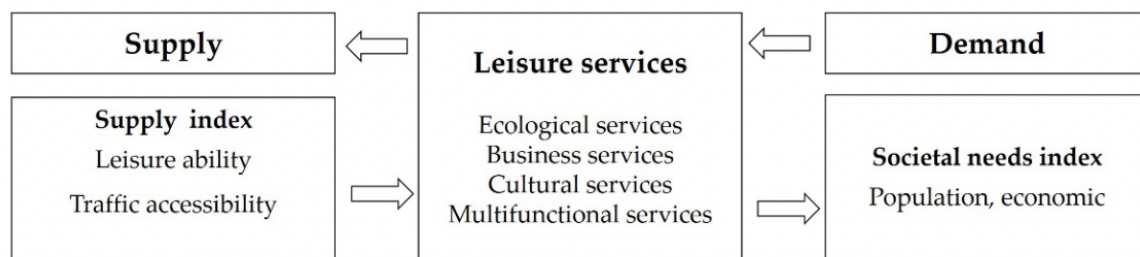 Supply
Supply index
Leisure ability
Traffic accessibility
Leisure services
Ecological services
Business services
Cultural services
Multifunctional services
Demand
Societal needs index
Population, economic